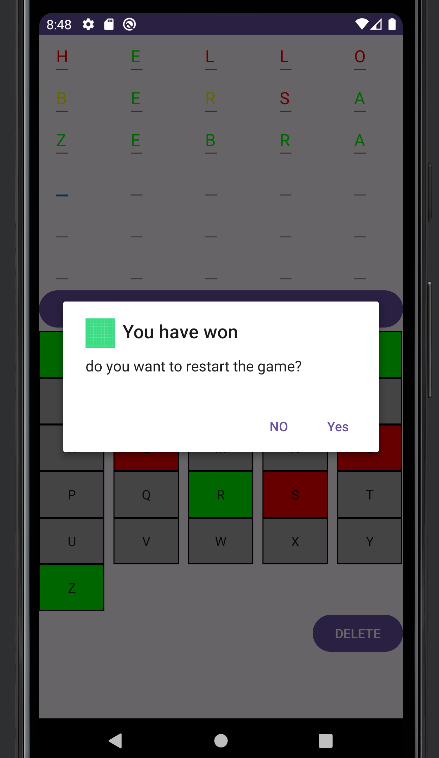 8:48
H E L L O
B E R S A
Z E B R A
You have won
do you want to restart the game?
NO Yes
P Q R S T
U V W X Y
Z
DELETE